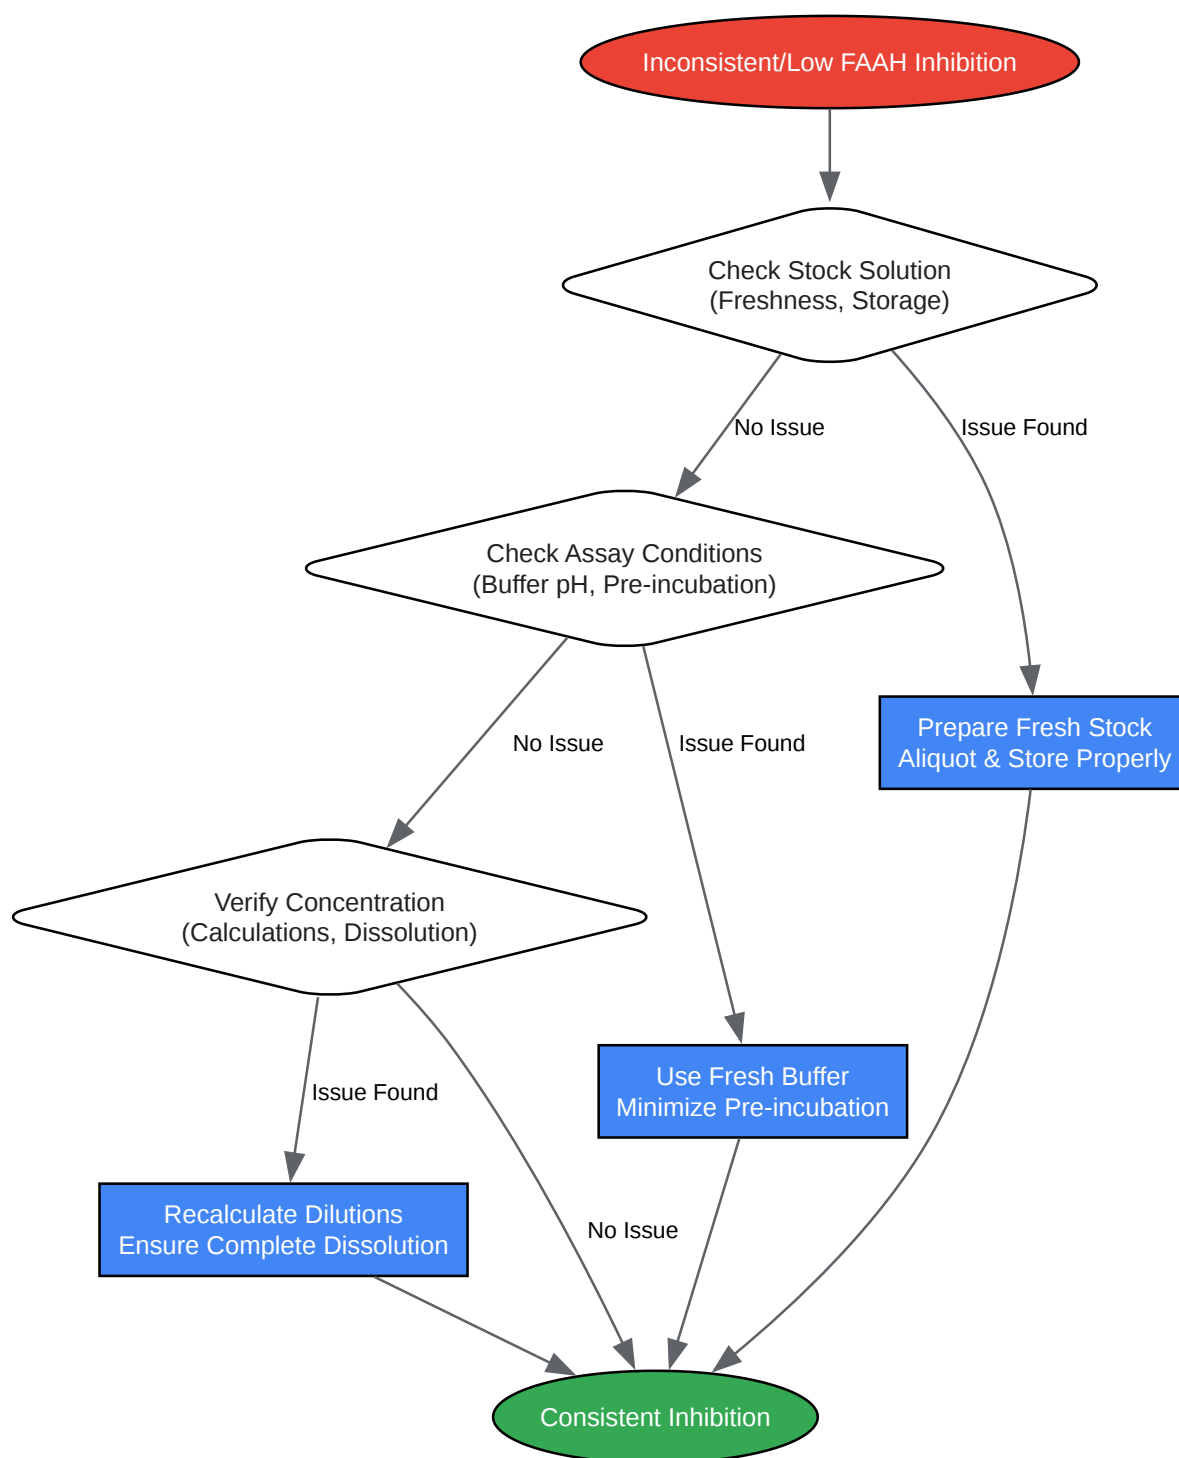 Inconsistent/Low FAAH Inhibition
Check Stock Solution
(Freshness, Storage)
No Issue
Issue Found
Check Assay Conditions
(Buffer pH, Pre-incubation)
No Issue
Issue Found
Prepare Fresh Stock
Aliquot & Store Properly
Verify Concentration
(Calculations, Dissolution)
Issue Found
Use Fresh Buffer
Minimize Pre-incubation
Recalculate Dilutions
Ensure Complete Dissolution
No Issue
Consistent Inhibition